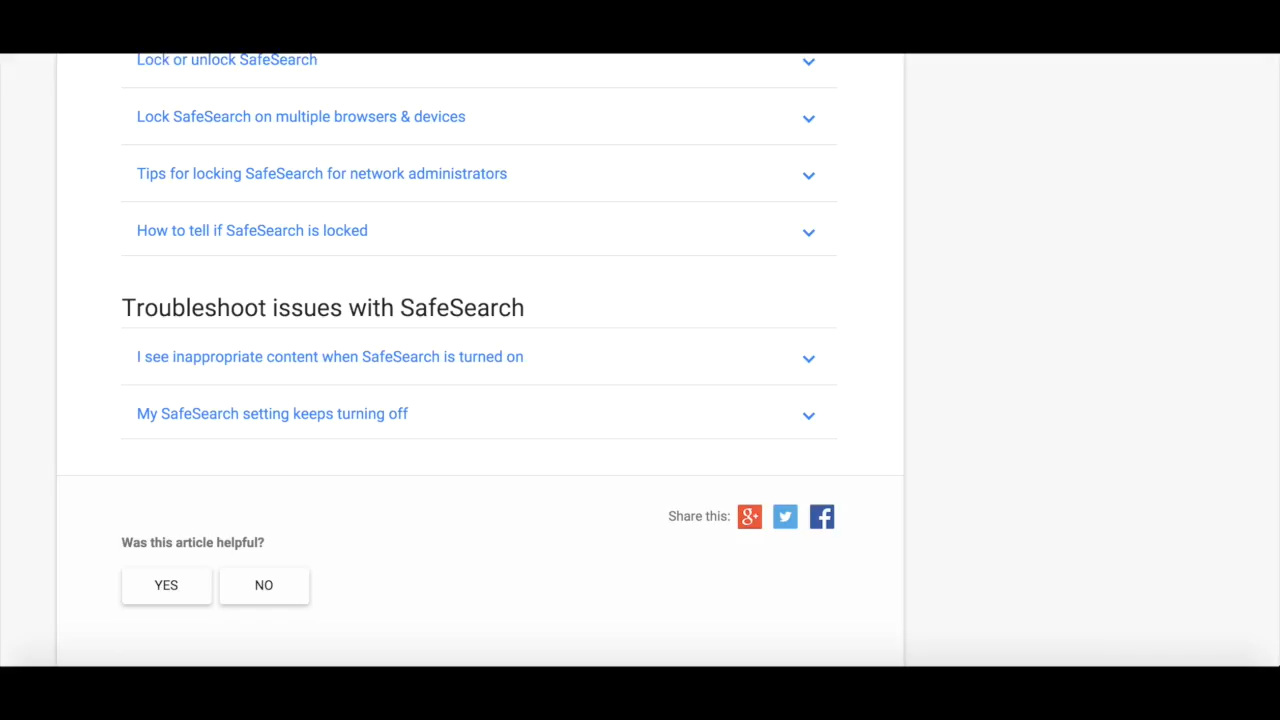 Lock or unlock SafeSearch
Lock SafeSearch on multiple browsers & devices
Tips for locking SafeSearch for network administrators
How to tell if SafeSearch is locked
Troubleshoot issues with SafeSearch
I see inappropriate content when SafeSearch is turned on
My SafeSearch setting keeps turning off
Share this: g+
Was this article helpful?
YES NO